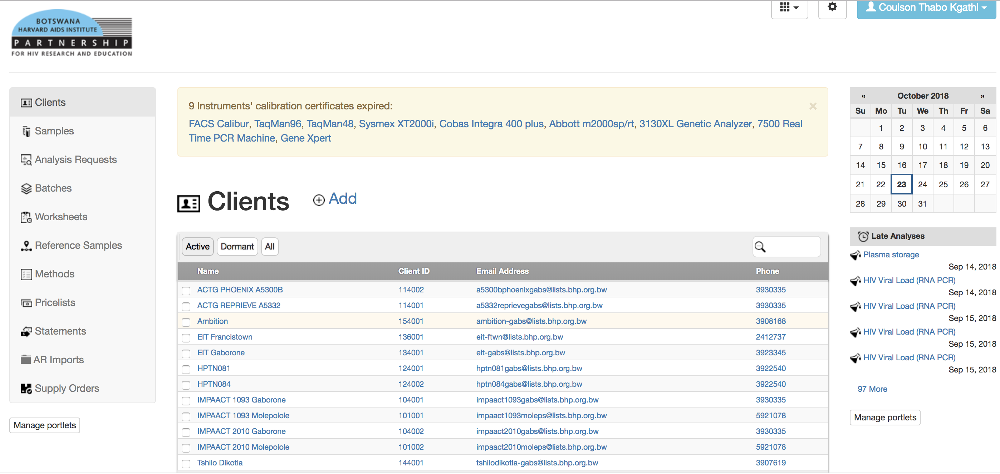 BOTSWANA
HARVARD AIDS INSTITUTE
PARTNERSHIP
FOR HIV RESEARCH AND EDUCATION
Coulson Thabo Kgathi
Clients
Samples
Analysis Requests
Batches
Worksheets
Reference Samples
Methods
Pricelists
Statements
AR Imports
Supply Orders
Manage portlets
9 Instruments' calibration certificates expired:
×
FACS Calibur, TaqMan96, TaqMan48, Sysmex XT2000i, Cobas Integra 400 plus, Abbott m2000sp/rt, 3130XL Genetic Analyzer, 7500 Real
Time PCR Machine, Gene Xpert
Clients Add
Active Dormant All
Name Client ID Email Address Phone
ACTG PHOENIX A5300B 114002 a5300bphoenixgabs@lists.bhp.org.bw 3930335
ACTG REPRIEVE A5332 114001 a5332reprievegabs@lists.bhp.org.bw 3930335
Ambition 154001 ambition-gabs@lists.bhp.org.bw 3908168
EIT Francistown 136001 eit-ftwn@lists.bhp.org.bw 2412737
EIT Gaborone 134001 eit-gabs@lists.bhp.org.bw 3923345
HPTN081 124001 hptn081gabs@lists.bhp.org.bw 3922540
HPTN084 124002 hptn084gabs@lists.bhp.org.bw 3922540
IMPAACT 1093 Gaborone 104001 impaact1093gabs@lists.bhp.org.bw 3930335
IMPAACT 1093 Molepolole 101001 impaact1093moleps@lists.bhp.org.bw 5921078
IMPAACT 2010 Gaborone 104002 impaact2010gabs@lists.bhp.org.bw 3930335
IMPAACT 2010 Molepolole 101002 impaact2010moleps@lists.bhp.org.bw 5921078
Tshilo Dikotla 144001 tshilodikotla-gabs@lists.bhp.org.bw 3907619
« October 2018 »
Su Mo Tu We Th Fr Sa
1 2 3 4 5 6
7 8 9 10 11 12 13
14 15 16 17 18 19 20
21 22 23 24 25 26 27
28 29 30 31
Late Analyses
Plasma storage
Sep 14, 2018
HIV Viral Load (RNA PCR)
Sep 14, 2018
HIV Viral Load (RNA PCR)
Sep 15, 2018
HIV Viral Load (RNA PCR)
Sep 15, 2018
HIV Viral Load (RNA PCR)
Sep 15, 2018
97 More
Manage portlets